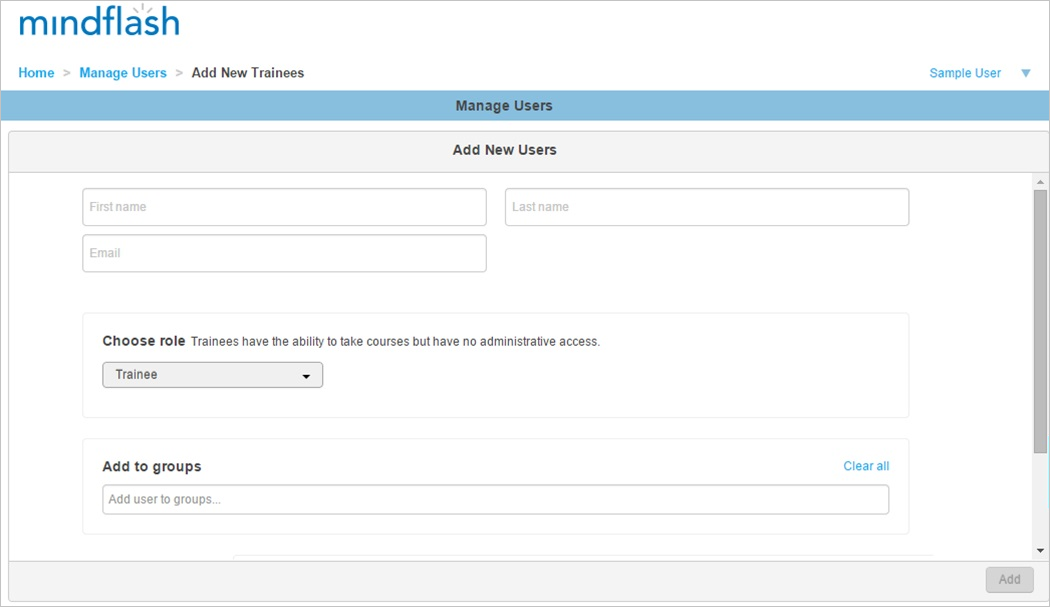 mindflash
Home > Manage Users > Add New Trainees
Sample User
Manage Users
Add New Users
First name
Last name
Email
Choose role Trainees have the ability to take courses but have no administrative access.
Trainee
Add to groups
Clear all
Add user to groups...
Add